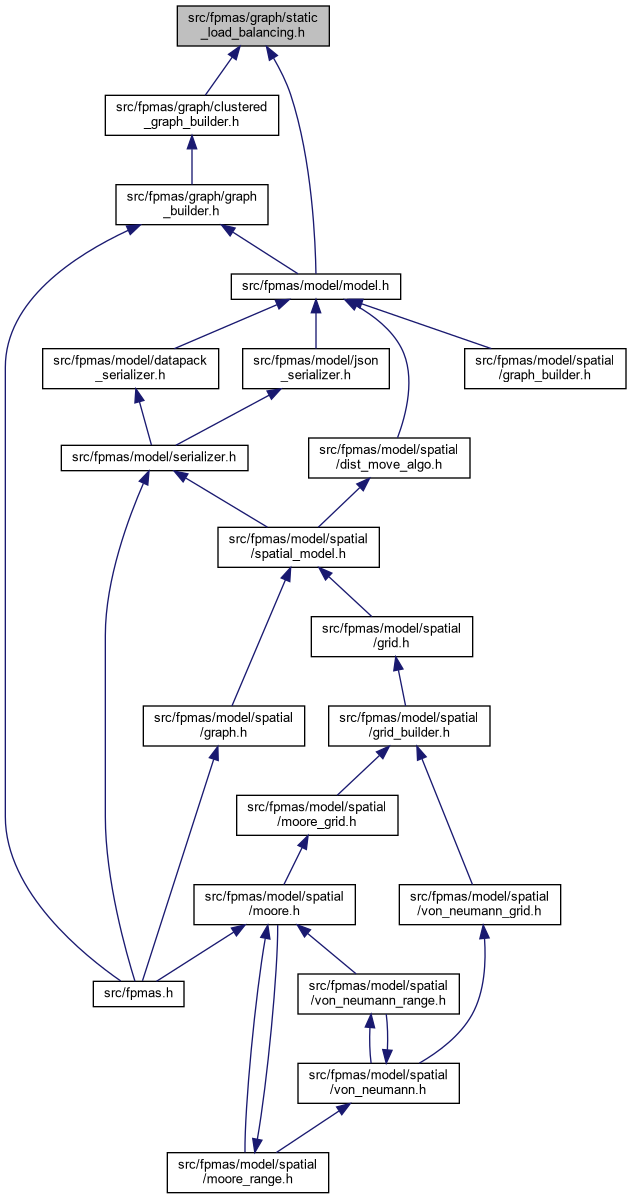 src/fpmas/graph/static
_load_balancing.h
src/fpmas/graph/clustered
_graph_builder.h
src/fpmas/graph/graph
_builder.h
src/fpmas/model/model.h
src/fpmas/model/datapack
_serializer.h
src/fpmas/model/json
_serializer.h
src/fpmas/model/spatial
/graph_builder.h
src/fpmas/model/serializer.h
src/fpmas/model/spatial
/dist_move_algo.h
src/fpmas/model/spatial
/spatial_model.h
src/fpmas/model/spatial
/grid.h
src/fpmas/model/spatial
/graph.h
src/fpmas/model/spatial
/grid_builder.h
src/fpmas/model/spatial
/moore_grid.h
src/fpmas/model/spatial
/moore.h
src/fpmas/model/spatial
/von_neumann_grid.h
src/fpmas.h
src/fpmas/model/spatial
/von_neumann_range.h
src/fpmas/model/spatial
/von_neumann.h
src/fpmas/model/spatial
/moore_range.h